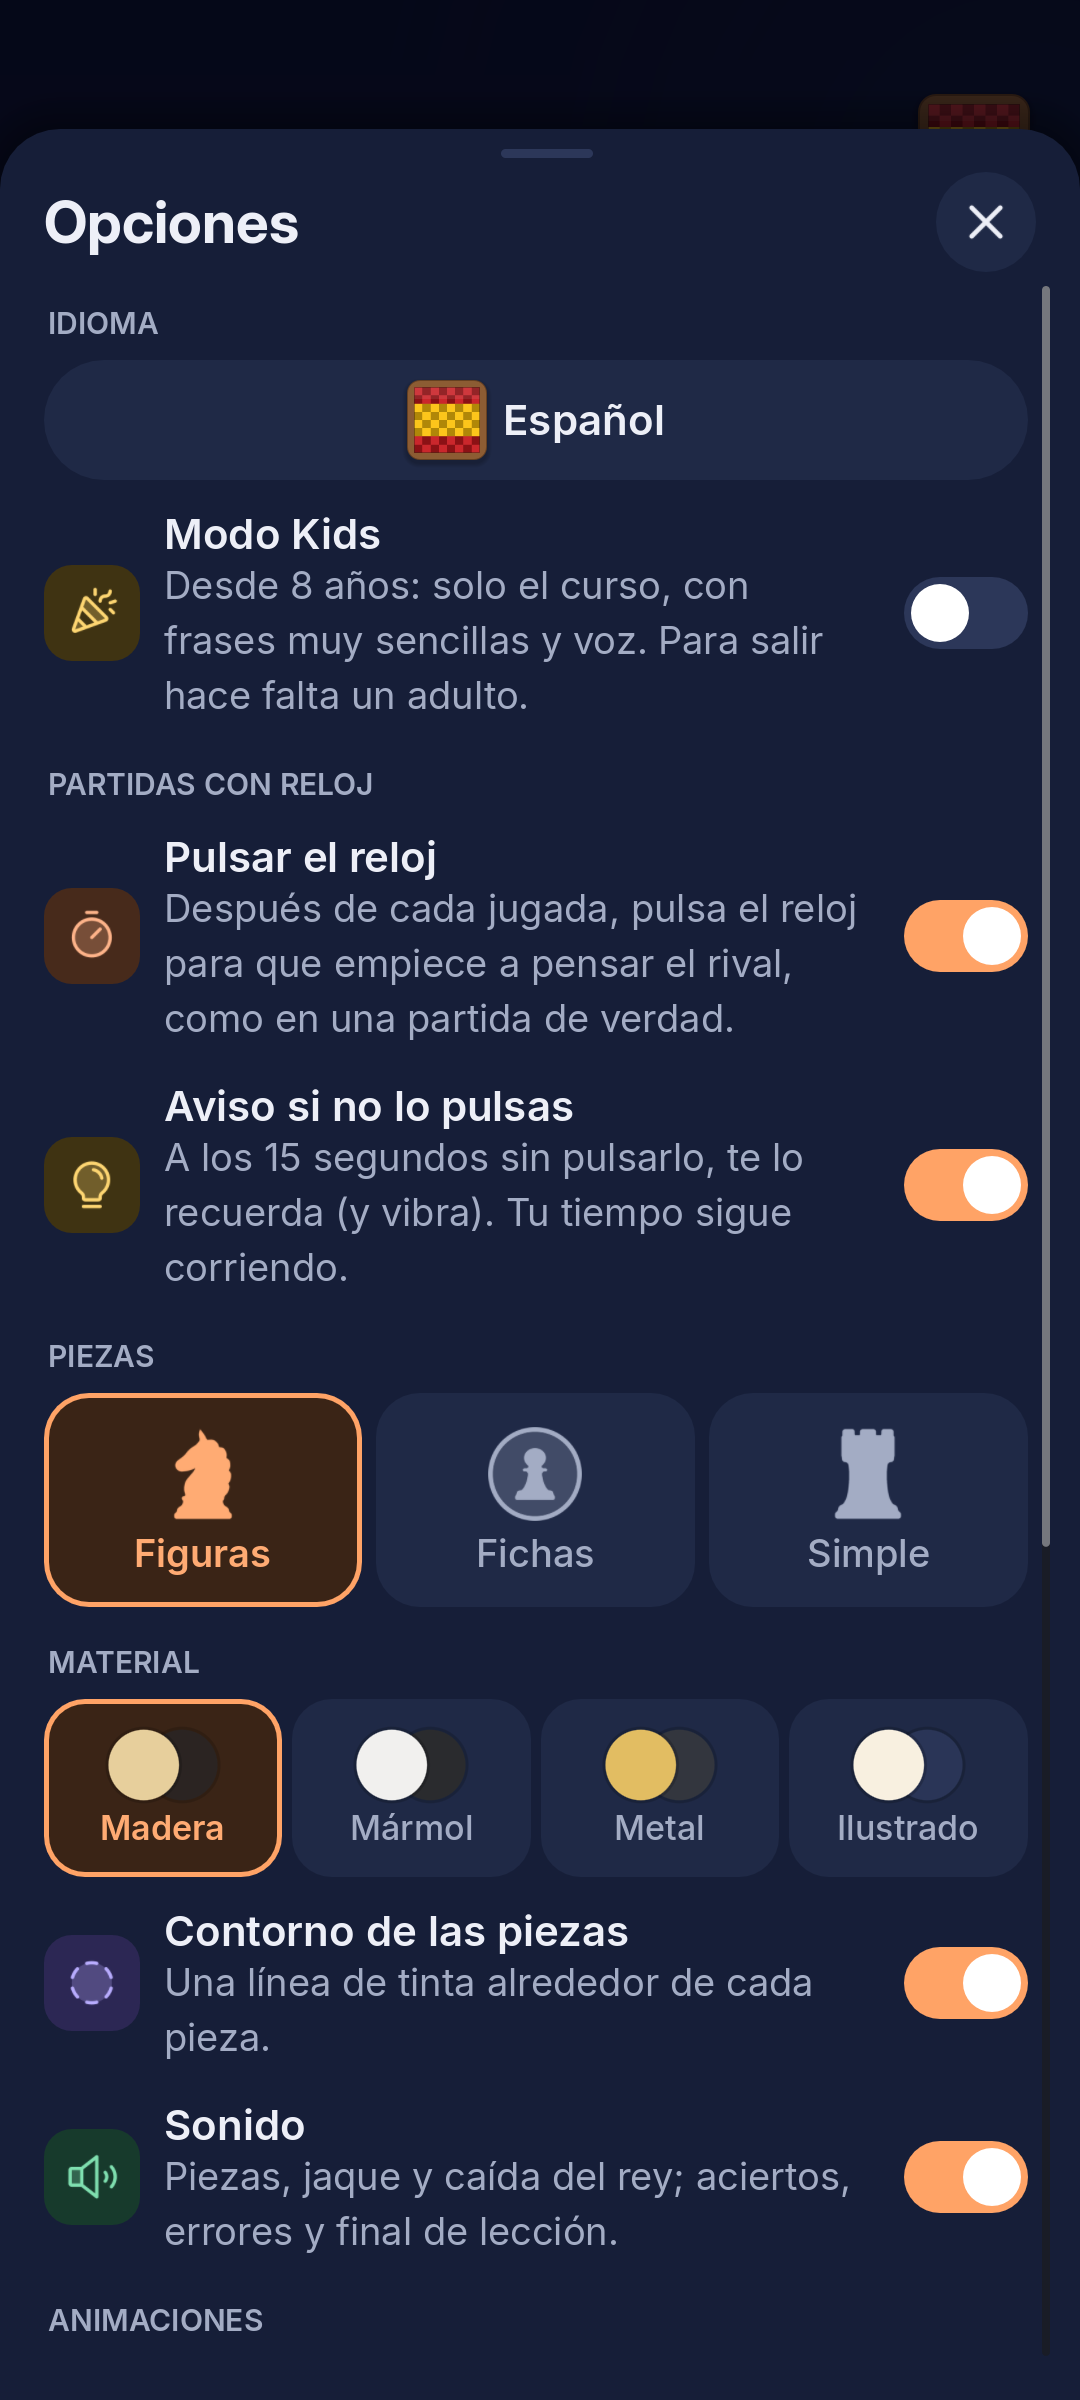 Opciones
IDIOMA
Español
Modo Kids
Desde 8 años: solo el curso, con
frases muy sencillas y voz. Para salir
hace falta un adulto.
PARTIDAS CON RELOJ
Pulsar el reloj
Después de cada jugada, pulsa el reloj
para que empiece a pensar el rival,
como en una partida de verdad.
Aviso si no lo pulsas
A los 15 segundos sin pulsarlo, te lo
recuerda (y vibra). Tu tiempo sigue
corriendo.
PIEZAS
Figuras
Fichas
Simple
MATERIAL
Madera
Mármol
Metal
Ilustrado
Contorno de las piezas
Una línea de tinta alrededor de cada
pieza.
Sonido
Piezas, jaque y caída del rey; aciertos,
errores y final de lección.
ANIMACIONES